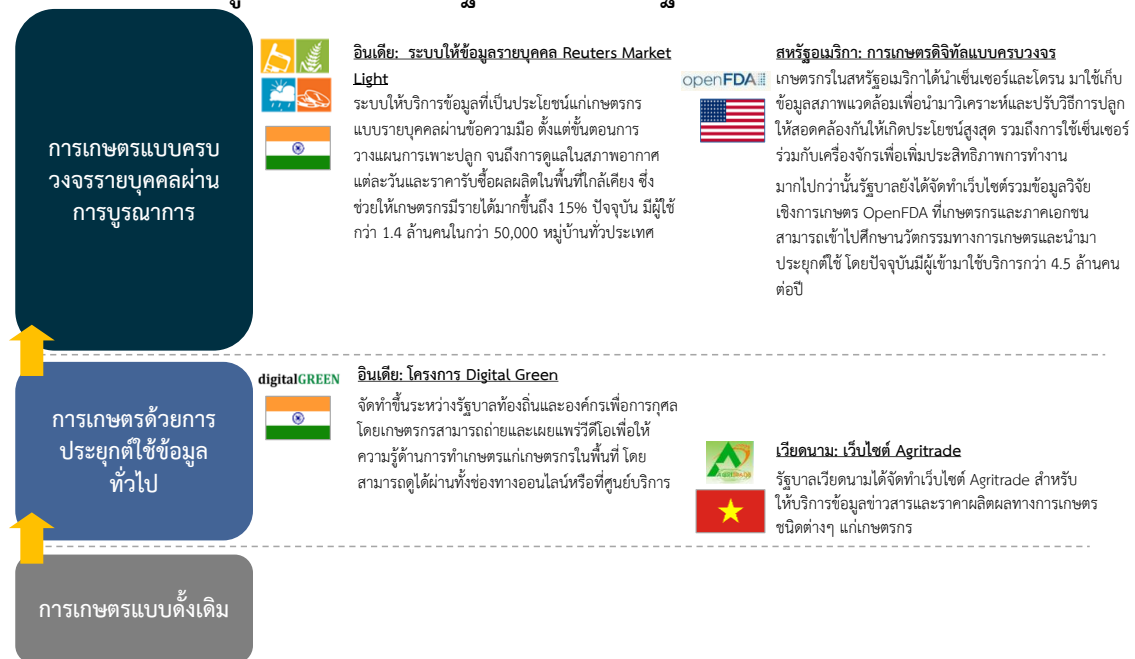 การเกษตรแบบครบ
วงจรรายบุคคลผ่าน
การบูรณาการ
อินเดีย: ระบบให้ข้อมูลรายบุคคล Reuters Market
Light
ระบบให้บริการข้อมูลที่เป็นประโยชน์แก่เกษตรกร
แบบรายบุคคลผ่านข้อความมือ ตั้งแต่ขั้นตอนการ
วางแผนการเพาะปลูก จนถึงการดูแลในสภาพอากาศ
แต่ละวันและราคารับซื้อผลผลิตในพื้นที่ใกล้เคียง ซึ่ง
ช่วยให้เกษตรกรมีรายได้มากขึ้นถึง 15% ปัจจุบัน มีผู้ใช้
กว่า 1.4 ล้านคนในกว่า 50,000 หมู่บ้านทั่วประเทศ
openFDA
สหรัฐอเมริกา: การเกษตรดิจิทัลแบบครบวงจร
เกษตรกรในสหรัฐอเมริกาได้นำเซ็นเซอร์และโดรน มาใช้เก็บ
ข้อมูลสภาพแวดล้อมเพื่อนำมาวิเคราะห์และปรับวิธีการปลูก
ให้สอดคล้องกันให้เกิดประโยชน์สูงสุด รวมถึงการใช้เซ็นเซอร์
ร่วมกับเครื่องจักรเพื่อเพิ่มประสิทธิภาพการทำงาน
มากไปกว่านั้นรัฐบาลยังได้จัดทำเว็บไซต์รวมข้อมูลวิจัย
เชิงการเกษตร OpenFDA ที่เกษตรกรและภาคเอกชน
สามารถเข้าไปศึกษานวัตกรรมทางการเกษตรและนำมา
ประยุกต์ใช้ โดยปัจจุบันมีผู้เข้ามาใช้บริการกว่า 4.5 ล้านคน
ต่อปี
การเกษตรด้วยการ
ประยุกต์ใช้ข้อมูล
ทั่วไป
digitalGREEN
อินเดีย: โครงการ Digital Green
จัดทำขึ้นระหว่างรัฐบาลท้องถิ่นและองค์กรเพื่อการกุศล
โดยเกษตรกรสามารถถ่ายและเผยแพร่วีดีโอเพื่อให้
ความรู้ด้านการทำเกษตรแก่เกษตรกรในพื้นที่ โดย
สามารถดูได้ผ่านทั้งช่องทางออนไลน์หรือที่ศูนย์บริการ
เวียดนาม: เว็บไซต์ Agritrade
รัฐบาลเวียดนามได้จัดทำเว็บไซต์ Agritrade สำหรับ
ให้บริการข้อมูลข่าวสารและราคาผลิตผลทางการเกษตร
ชนิดต่างๆ แก่เกษตรกร
การเกษตรแบบดั้งเดิม